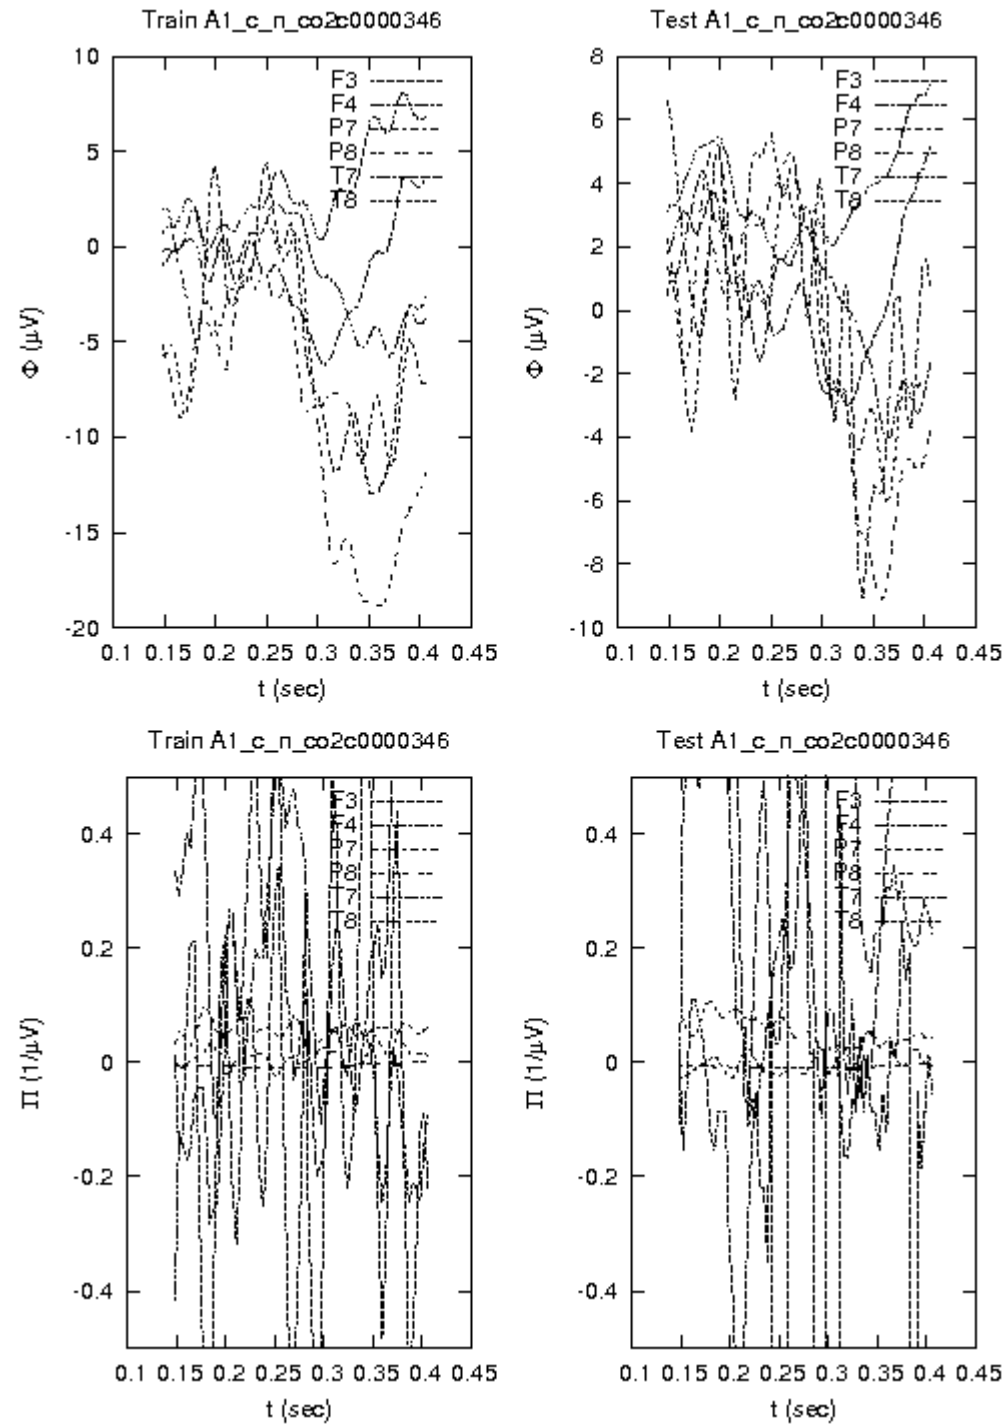 Train A1_c_n_co2c0000346
10
5
0
-5
-10
-15
-20
Φ (μV)
F3
F4
P7
P8
T7
T8
0.1 0.15 0.2 0.25 0.3 0.35 0.4 0.45
t (sec)
Test A1_c_n_co2c0000346
8
6
4
2
0
-2
-4
-6
-8
-10
Φ (μV)
F3
F4
P7
P8
T7
T8
0.1 0.15 0.2 0.25 0.3 0.35 0.4 0.45
t (sec)
Train A1_c_n_co2c0000346
0.4
0.2
0
-0.2
-0.4
Π (1/μV)
F3
F4
P7
P8
T7
T8
0.1 0.15 0.2 0.25 0.3 0.35 0.4 0.45
t (sec)
Test A1_c_n_co2c0000346
0.4
0.2
0
-0.2
-0.4
Π (1/μV)
F3
F4
P7
P8
T7
T8
0.1 0.15 0.2 0.25 0.3 0.35 0.4 0.45
t (sec)